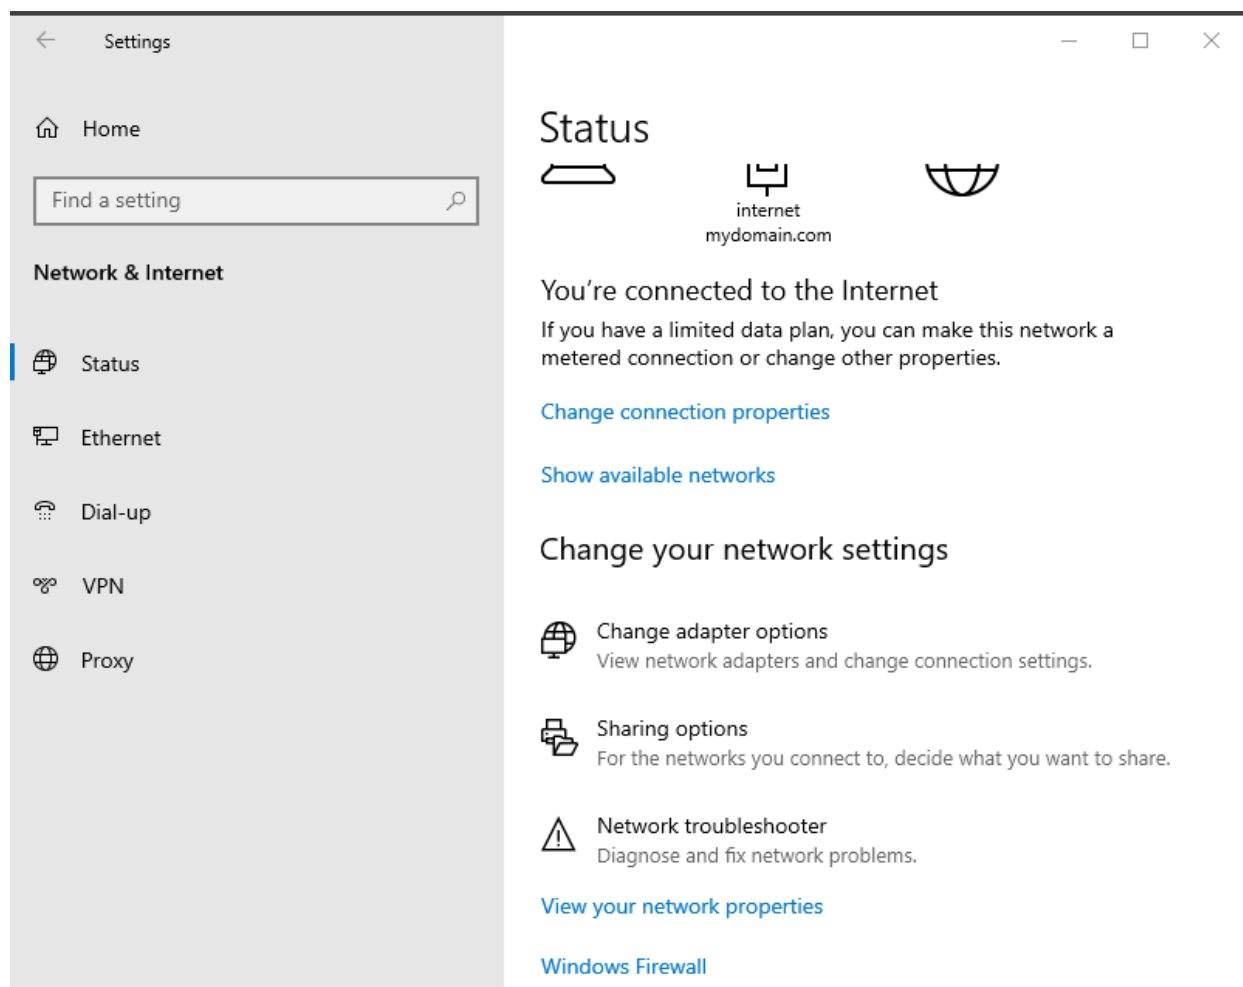 Settings
Home
Find a setting
Network & Internet
Status
Ethernet
Dial-up
VPN
Proxy
Status
internet
mydomain.com
You're connected to the Internet
If you have a limited data plan, you can make this network a
metered connection or change other properties.
Change connection properties
Show available networks
Change your network settings
Change adapter options
View network adapters and change connection settings.
Sharing options
For the networks you connect to, decide what you want to share.
Network troubleshooter
Diagnose and fix network problems.
View your network properties
Windows Firewall